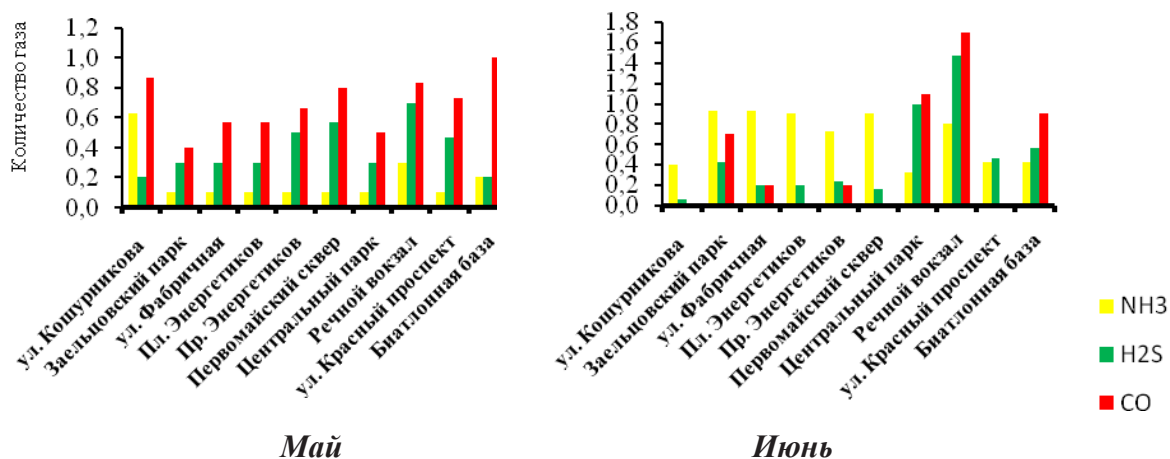 Количество газа
1,2
1,0
0,8
0,6
0,4
0,2
0,0
ул. Кошурникова
Заельцовский парк
ул. Фабричная
Пл. Энергетиков
Пр. Энергетиков
Первомайский сквер
Центральный парк
Речной вокзал
ул. Красный проспект
Биатлонная база
Май
1,8
1,6
1,4
1,2
1,0
0,8
0,6
0,4
0,2
0,0
ул. Кошурникова
Заельцовский парк
ул. Фабричная
Пл. Энергетиков
Пр. Энергетиков
Первомайский сквер
Центральный парк
Речной вокзал
ул. Красный проспект
Биатлонная база
Июнь
NH3
H2S
CO